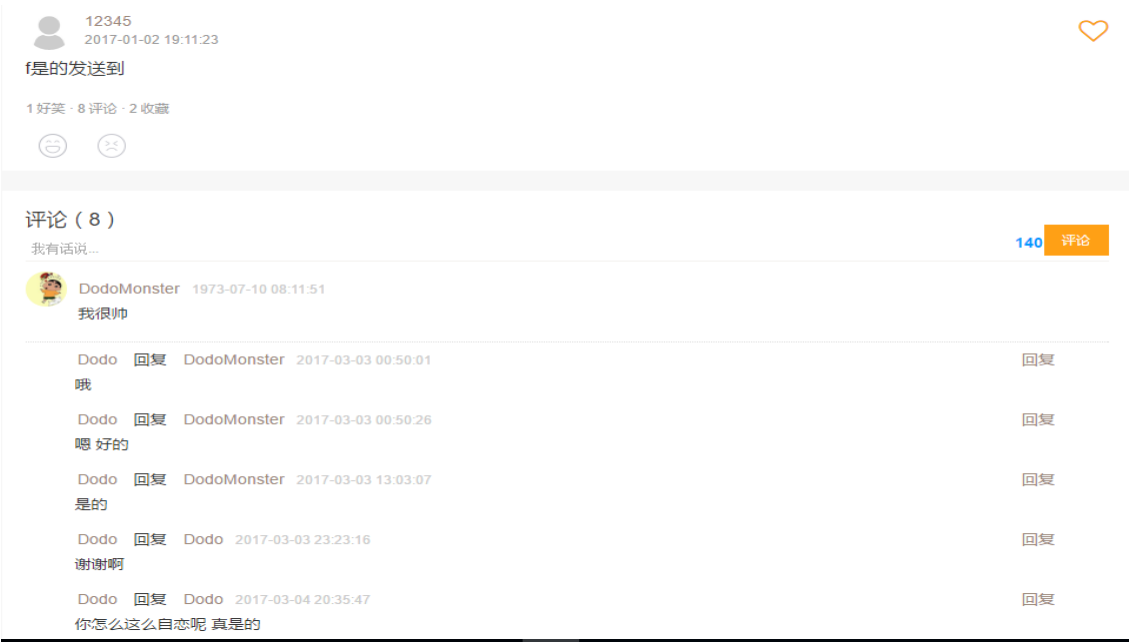 12345
2017-01-02 19:11:23
f是的发送到
1 好笑 · 8 评论 · 2 收藏
评论（8）
我有话说...
140 评论
DodoMonster 1973-07-10 08:11:51
我很帅
Dodo 回复 DodoMonster 2017-03-03 00:50:01 回复
哦
Dodo 回复 DodoMonster 2017-03-03 00:50:26 回复
嗯 好的
Dodo 回复 DodoMonster 2017-03-03 13:03:07 回复
是的
Dodo 回复 Dodo 2017-03-03 23:23:16 回复
谢谢啊
Dodo 回复 Dodo 2017-03-04 20:35:47 回复
你怎么这么自恋呢 真是的